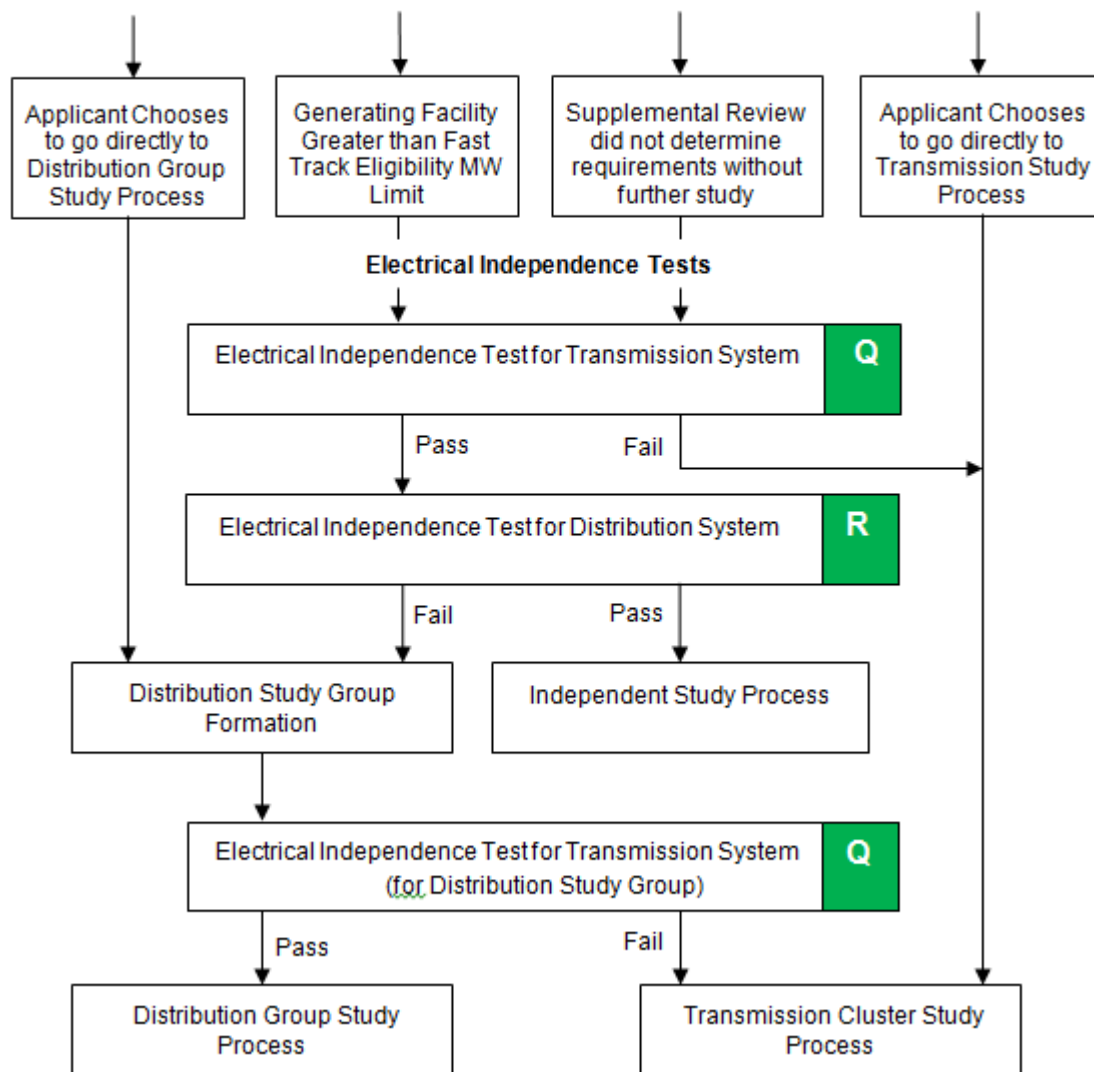 Applicant Chooses
to go directly to
Distribution Group
Study Process
Generating Facility
Greater than Fast
Track Eligibility MW
Limit
Supplemental Review
did not determine
requirements without
further study
Applicant Chooses
to go directly to
Transmission Study
Process
Electrical Independence Tests
Electrical Independence Test for Transmission System
Q
Pass
Fail
Electrical Independence Test for Distribution System
R
Fail
Pass
Distribution Study Group
Formation
Independent Study Process
Electrical Independence Test for Transmission System
(for Distribution Study Group)
Q
Pass
Fail
Distribution Group Study
Process
Transmission Cluster Study
Process